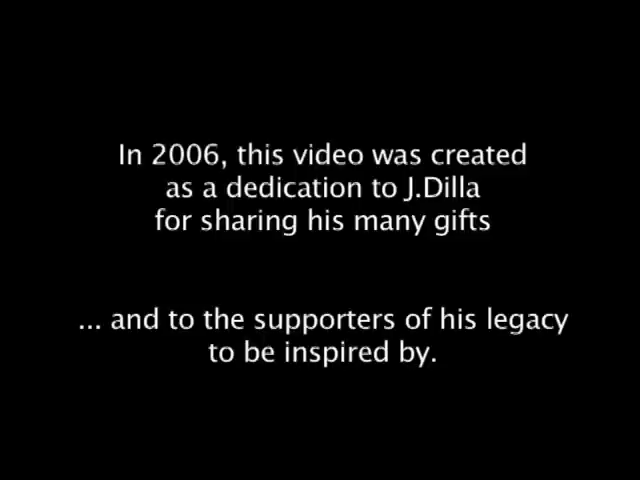 In 2006, this video was created
as a dedication to J.Dilla
for sharing his many gifts
... and to the supporters of his legacy
to be inspired by.